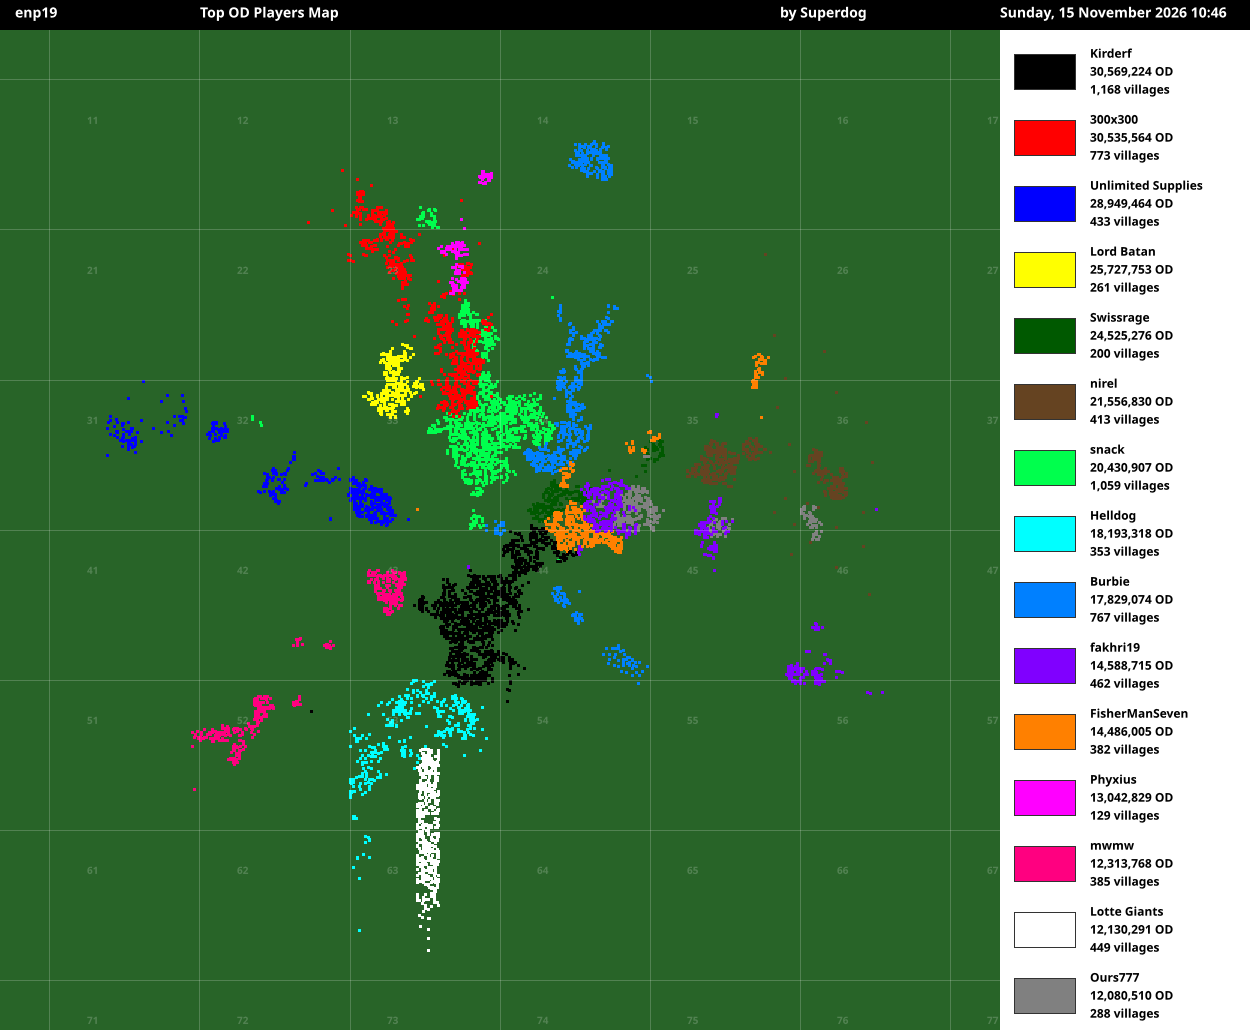 enp19 Top OD Players Map by Superdog Sunday, 15 November 2026 10:46
Kirderf
30,569,224 OD
1,168 villages
300x300
30,535,564 OD
773 villages
Unlimited Supplies
28,949,464 OD
433 villages
Lord Batan
25,727,753 OD
261 villages
Swissrage
24,525,276 OD
200 villages
nirel
21,556,830 OD
413 villages
snack
20,430,907 OD
1,059 villages
Helldog
18,193,318 OD
353 villages
Burbie
17,829,074 OD
767 villages
fakhri19
14,588,715 OD
462 villages
FisherManSeven
14,486,005 OD
382 villages
Phyxius
13,042,829 OD
129 villages
mwmw
12,313,768 OD
385 villages
Lotte Giants
12,130,291 OD
449 villages
Ours777
12,080,510 OD
288 villages
11 12 13 14 15 16 17
21 22 23 24 25 26 27
31 32 33 35 36 37
41 42 43 44 45 46 47
51 52 54 55 56 57
61 62 63 64 65 66 67
71 72 73 74 75 76 77